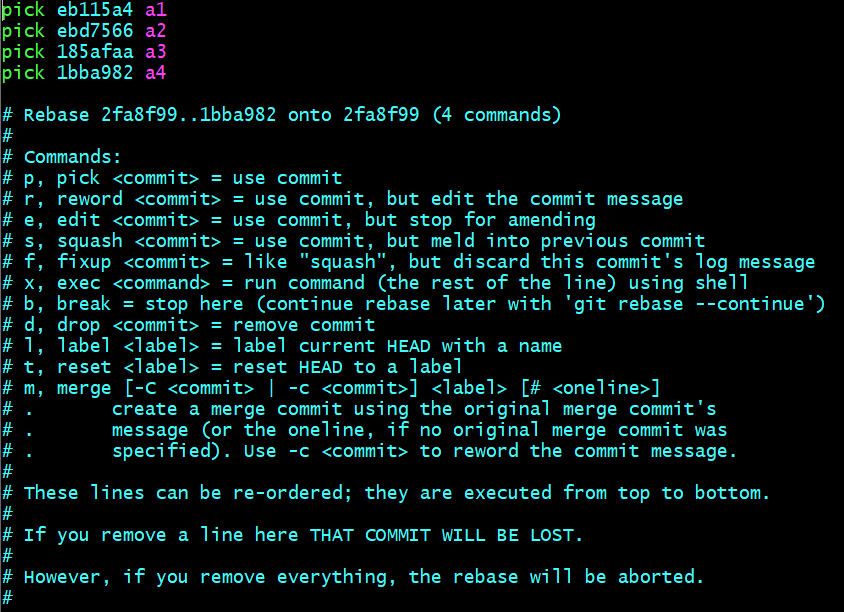 pick eb115a4 a1
pick ebd7566 a2
pick 185afaa a3
pick 1bba982 a4
# Rebase 2fa8f99..1bba982 onto 2fa8f99 (4 commands)
#
# Commands:
# p, pick <commit> = use commit
# r, reword <commit> = use commit, but edit the commit message
# e, edit <commit> = use commit, but stop for amending
# s, squash <commit> = use commit, but meld into previous commit
# f, fixup <commit> = like "squash", but discard this commit's log message
# x, exec <command> = run command (the rest of the line) using shell
# b, break = stop here (continue rebase later with 'git rebase --continue')
# d, drop <commit> = remove commit
# l, label <label> = label current HEAD with a name
# t, reset <label> = reset HEAD to a label
# m, merge [-C <commit> | -c <commit>] <label> [# <oneline>]
# .       create a merge commit using the original merge commit's
# .       message (or the oneline, if no original merge commit was
# .       specified). Use -c <commit> to reword the commit message.
#
# These lines can be re-ordered; they are executed from top to bottom.
#
# If you remove a line here THAT COMMIT WILL BE LOST.
#
# However, if you remove everything, the rebase will be aborted.
#